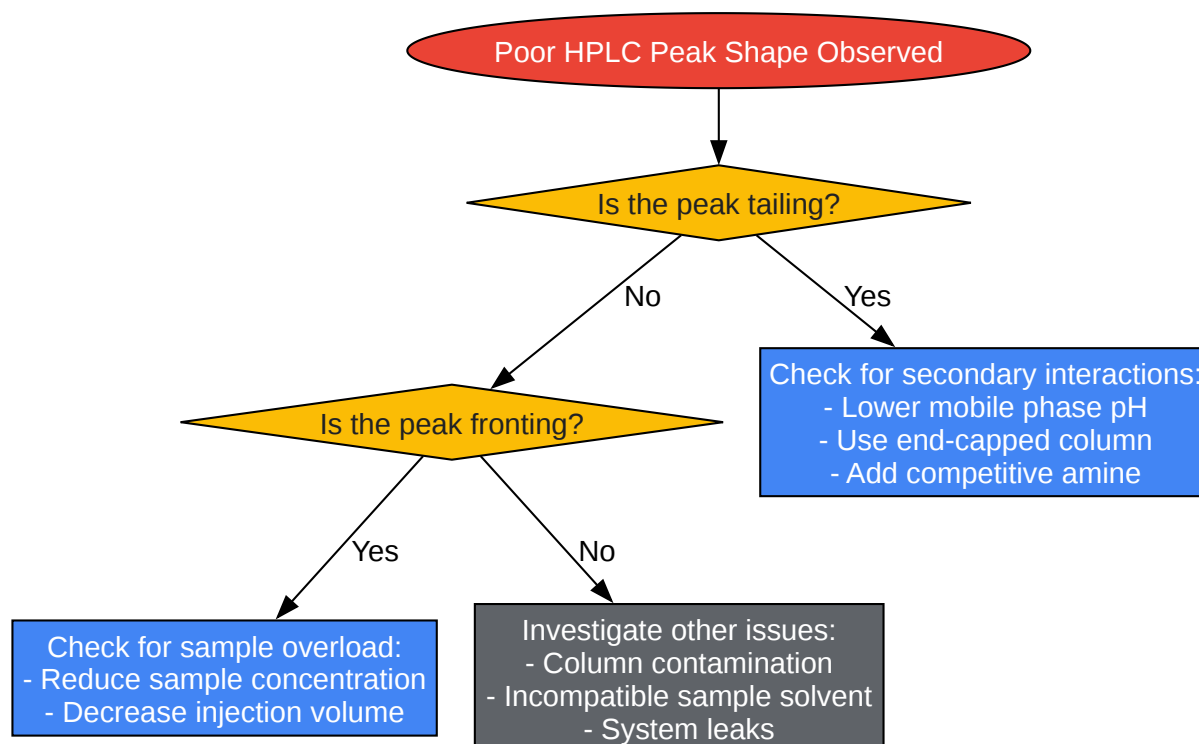 Poor HPLC Peak Shape Observed
Is the peak tailing?
No
Yes
Check for secondary interactions:
- Lower mobile phase pH
- Use end-capped column
- Add competitive amine
Is the peak fronting?
Yes
No
Check for sample overload:
- Reduce sample concentration
- Decrease injection volume
Investigate other issues:
- Column contamination
- Incompatible sample solvent
- System leaks